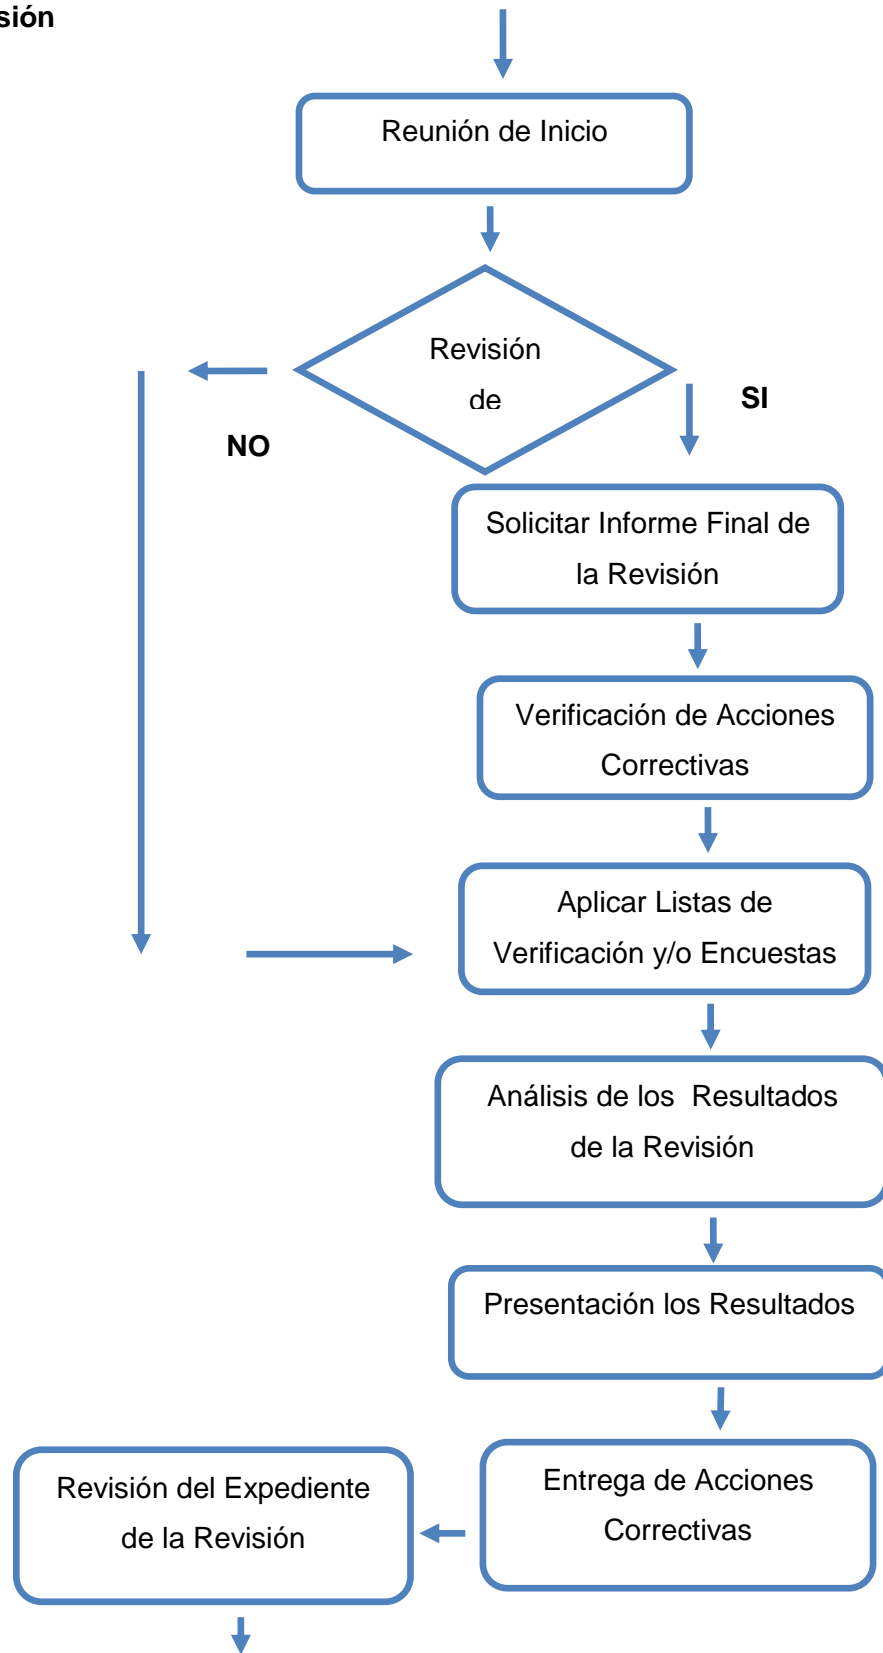 sión
Reunión de Inicio
Revisión
de
SI
NO
Solicitar Informe Final de
la Revisión
Verificación de Acciones
Correctivas
Aplicar Listas de
Verificación y/o Encuestas
Análisis de los  Resultados
de la Revisión
Presentación los Resultados
Entrega de Acciones
Correctivas
Revisión del Expediente
de la Revisión